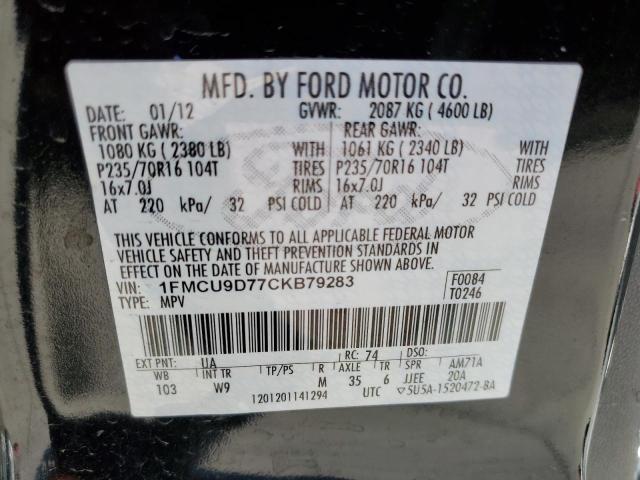 MFD. BY FORD MOTOR CO.
DATE: 01/12 GVWR: 2087 KG ( 4600 LB)
FRONT GAWR: REAR GAWR:
1080 KG ( 2380 LB) WITH 1061 KG ( 2340 LB) WITH
P235/70R16 104T TIRES P235/70R16 104T TIRES
16x7.0J RIMS 16x7.0J RIMS
AT 220 kPa/ 32 PSI COLD AT 220 kPa/ 32 PSI COLD
THIS VEHICLE CONFORMS TO ALL APPLICABLE FEDERAL MOTOR
VEHICLE SAFETY AND THEFT PREVENTION STANDARDS IN
EFFECT ON THE DATE OF MANUFACTURE SHOWN ABOVE.
VIN: 1FMCU9D77CKB79283 F0084
TYPE: MPV T0246
EXT PNT: UA RC: 74 DSO:
WB INT TR TP/PS R AXLE TR SPR AM71A
103 W9 M 35 6 JJEE 20A
1201201141294 UTC 5U5A-1520472-BA